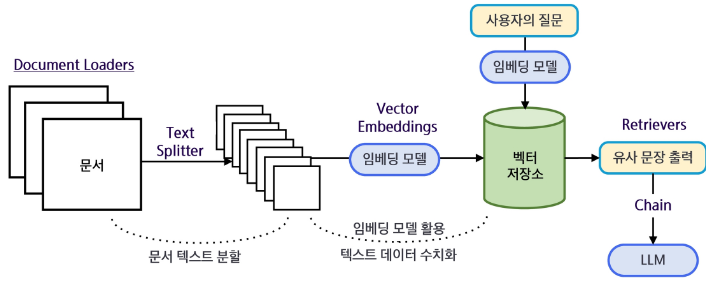 사용자의 질문
Document Loaders
임베딩 모델
문서
Text
Splitter
Vector
Embeddings
임베딩 모델
벡터
저장소
Retrievers
유사 문장 출력
Chain
LLM
문서 텍스트 분할
임베딩 모델 활용
텍스트 데이터 수치화